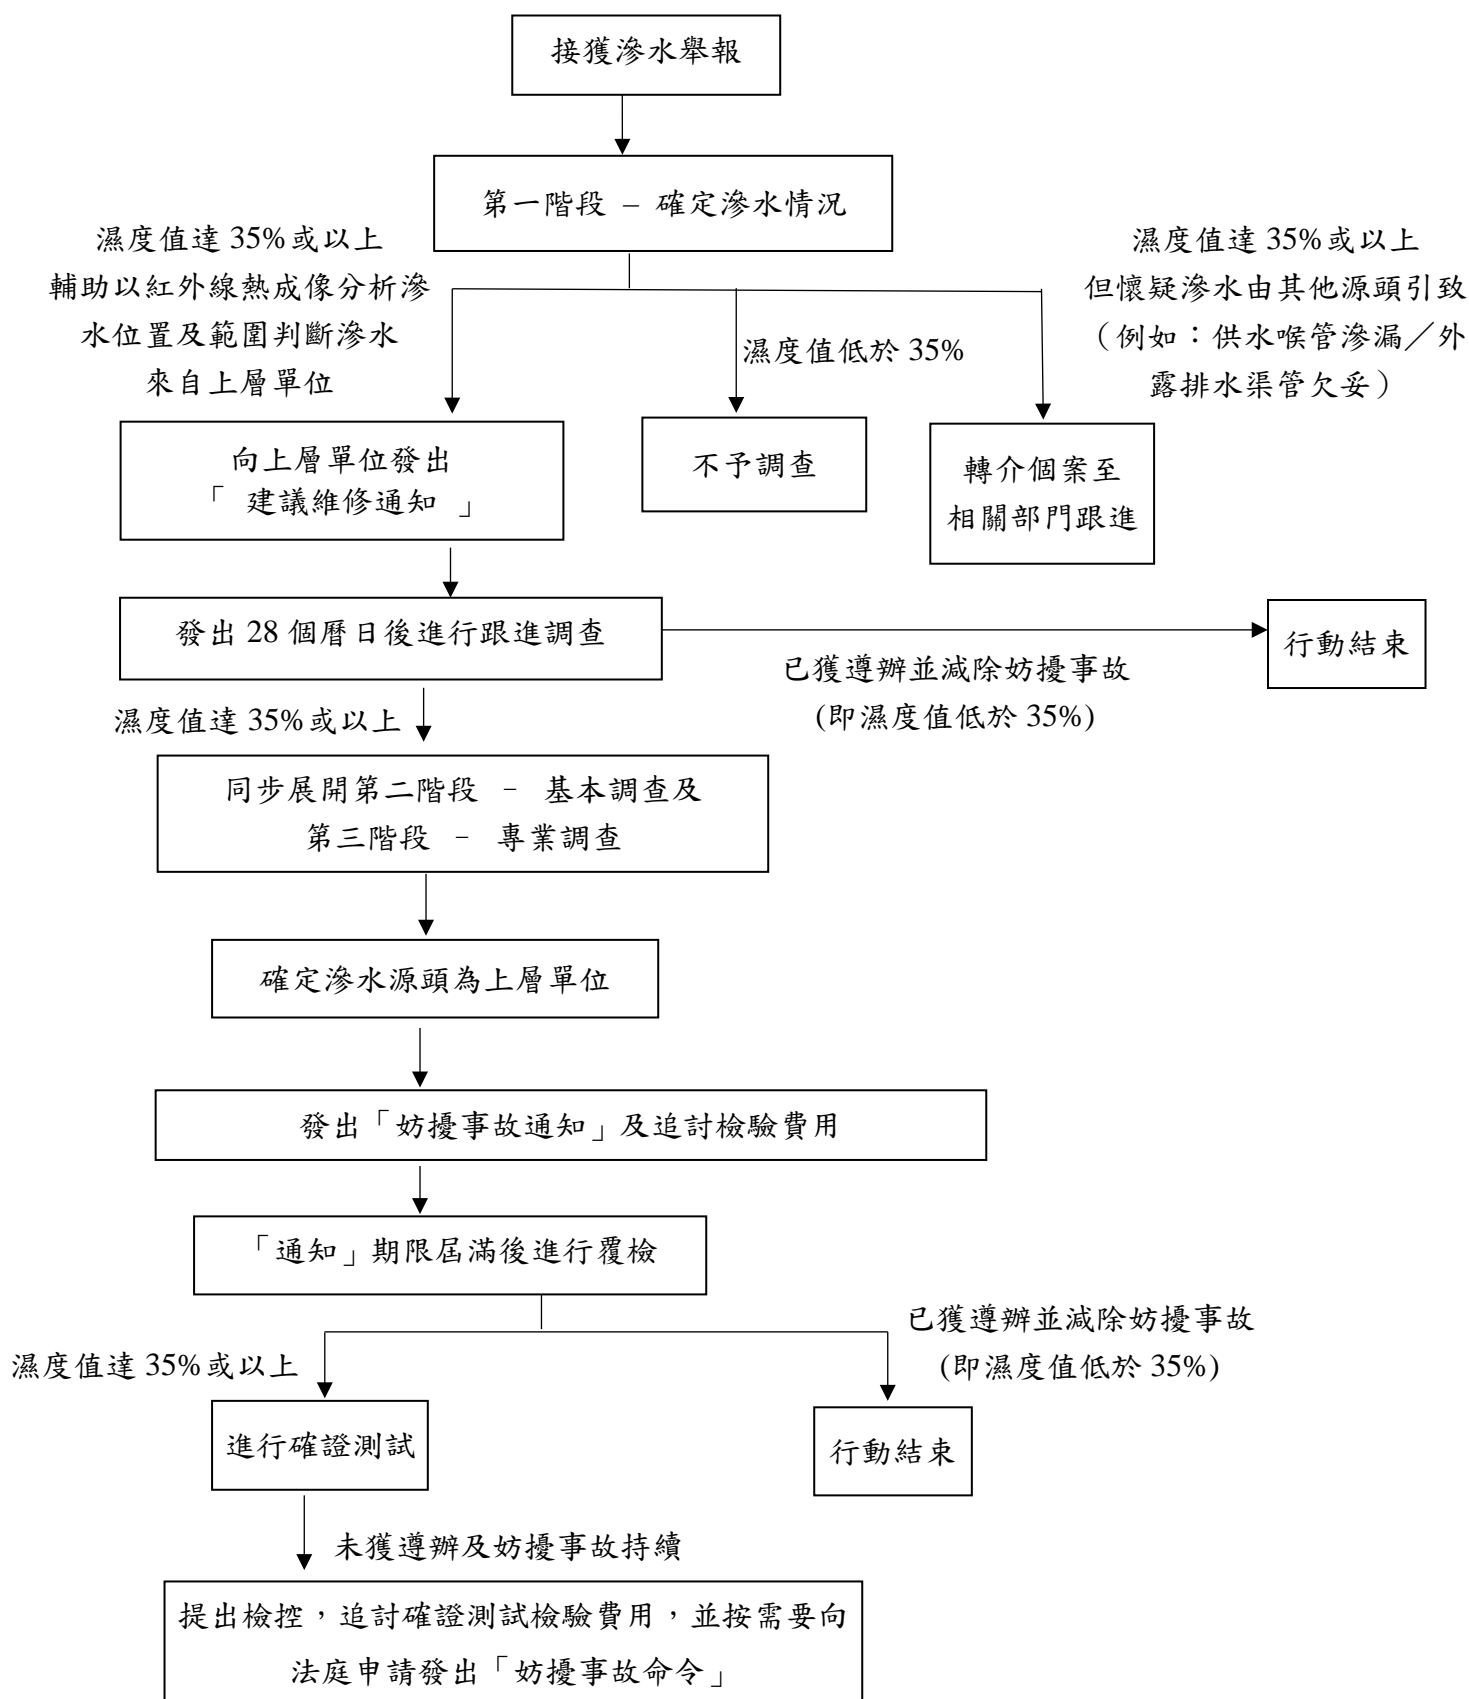 接獲滲水舉報
第一階段 – 確定滲水情況
濕度值達 35%或以上
輔助以紅外線熱成像分析滲
水位置及範圍判斷滲水
來自上層單位
濕度值低於 35%
濕度值達 35%或以上
但懷疑滲水由其他源頭引致
（例如：供水喉管滲漏／外
露排水渠管欠妥）
向上層單位發出
「 建議維修通知 」
不予調查
轉介個案至
相關部門跟進
發出 28 個曆日後進行跟進調查
已獲遵辦並減除妨擾事故
(即濕度值低於 35%)
行動結束
濕度值達 35%或以上
同步展開第二階段 – 基本調查及
第三階段 – 專業調查
確定滲水源頭為上層單位
發出「妨擾事故通知」及追討檢驗費用
「通知」期限屆滿後進行覆檢
濕度值達 35%或以上
已獲遵辦並減除妨擾事故
(即濕度值低於 35%)
進行確證測試
行動結束
未獲遵辦及妨擾事故持續
提出檢控，追討確證測試檢驗費用，並按需要向
法庭申請發出「妨擾事故命令」